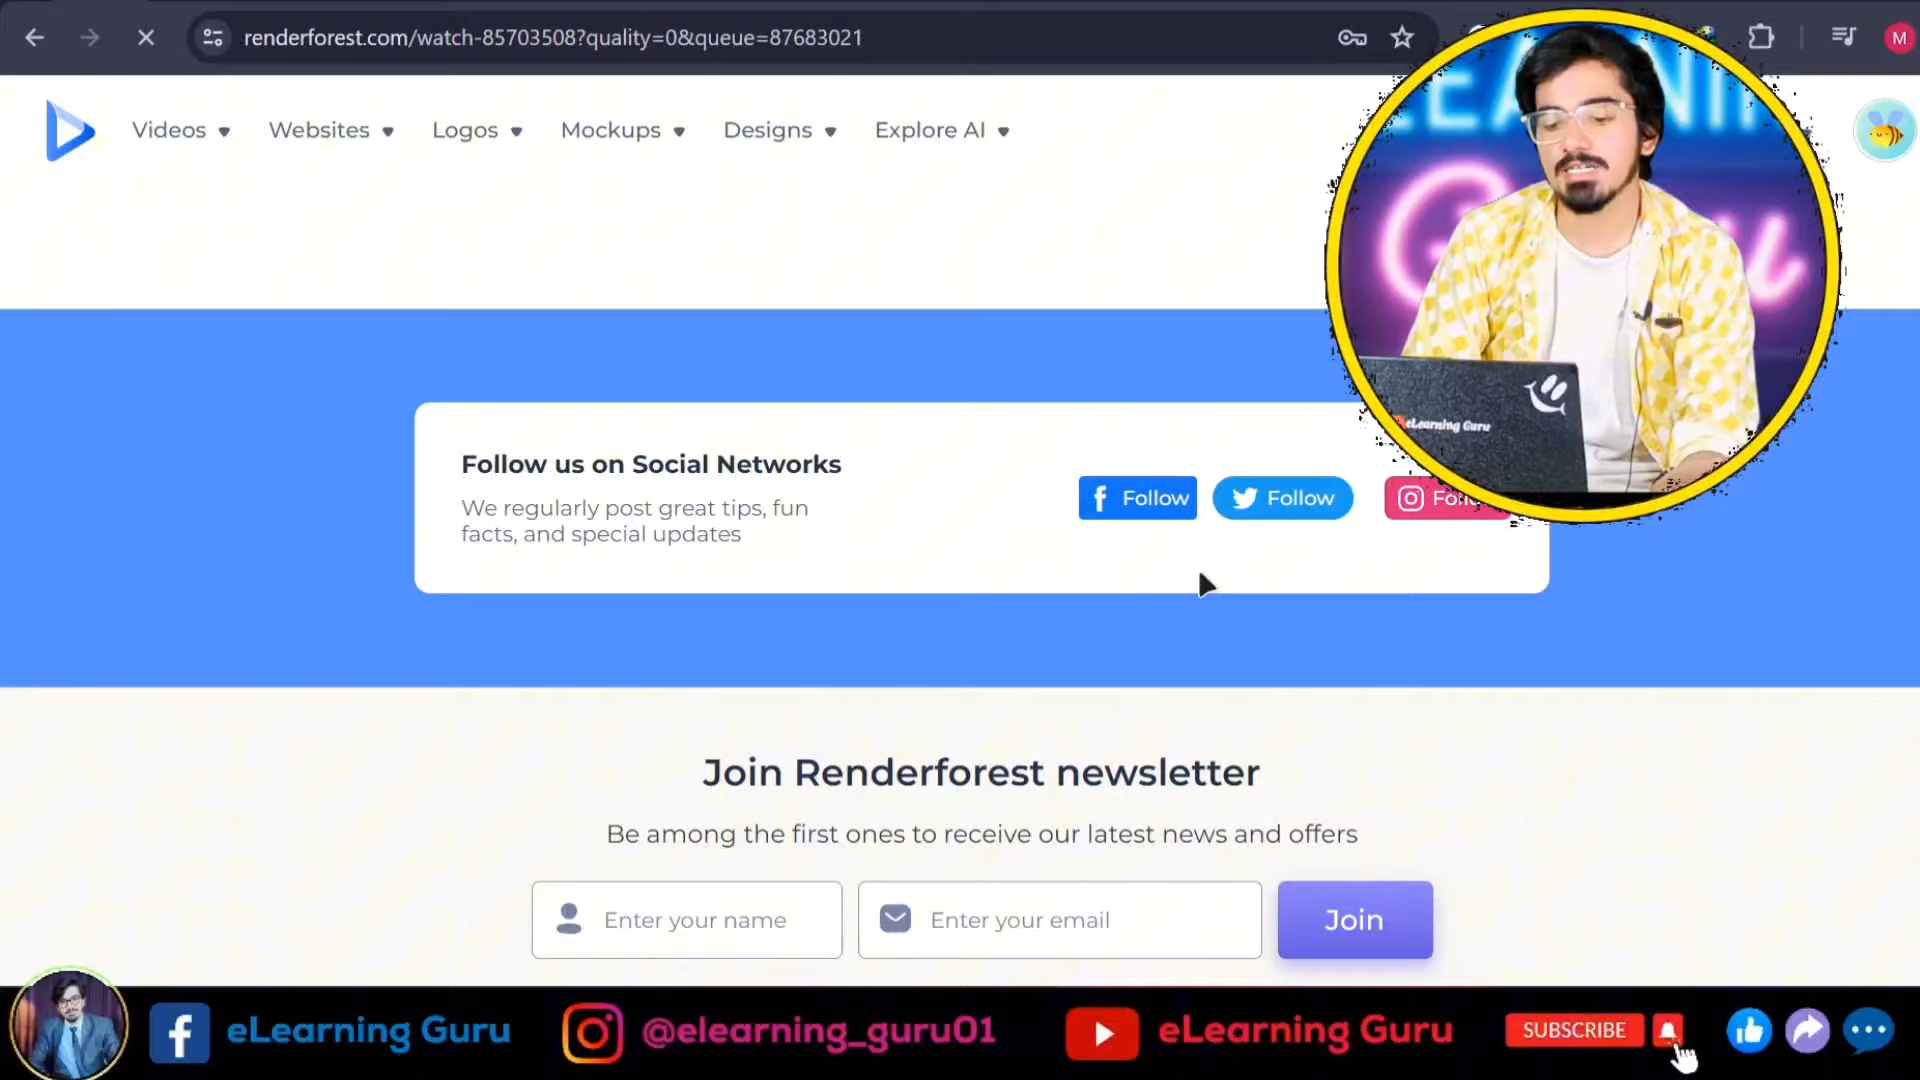 renderforest.com/watch-85703508?quality=0&queue=87683021
M
Videos Websites Logos Mockups Designs Explore AI
Follow us on Social Networks
We regularly post great tips, fun
facts, and special updates
Follow Follow
eLearning Guru
Join Renderforest newsletter
Be among the first ones to receive our latest news and offers
Enter your name Enter your email Join
eLearning Guru @elearning_guru01 eLearning Guru SUBSCRIBE